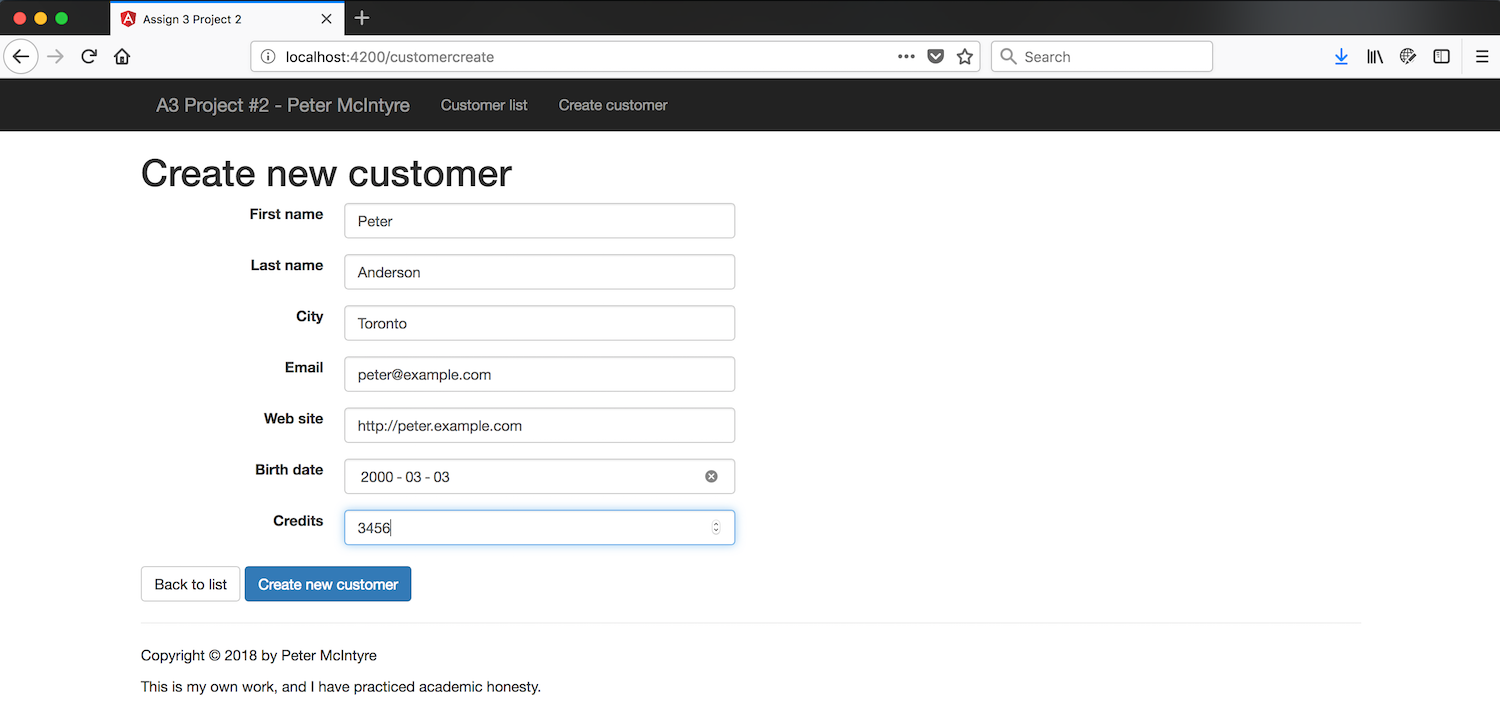 Assign 3 Project 2
localhost:4200/customercreate
Search
A3 Project #2 - Peter McIntyre Customer list Create customer
Create new customer
First name Peter
Last name Anderson
City Toronto
Email peter@example.com
Web site http://peter.example.com
Birth date 2000 - 03 - 03
Credits 3456
Back to list Create new customer
Copyright © 2018 by Peter McIntyre
This is my own work, and I have practiced academic honesty.